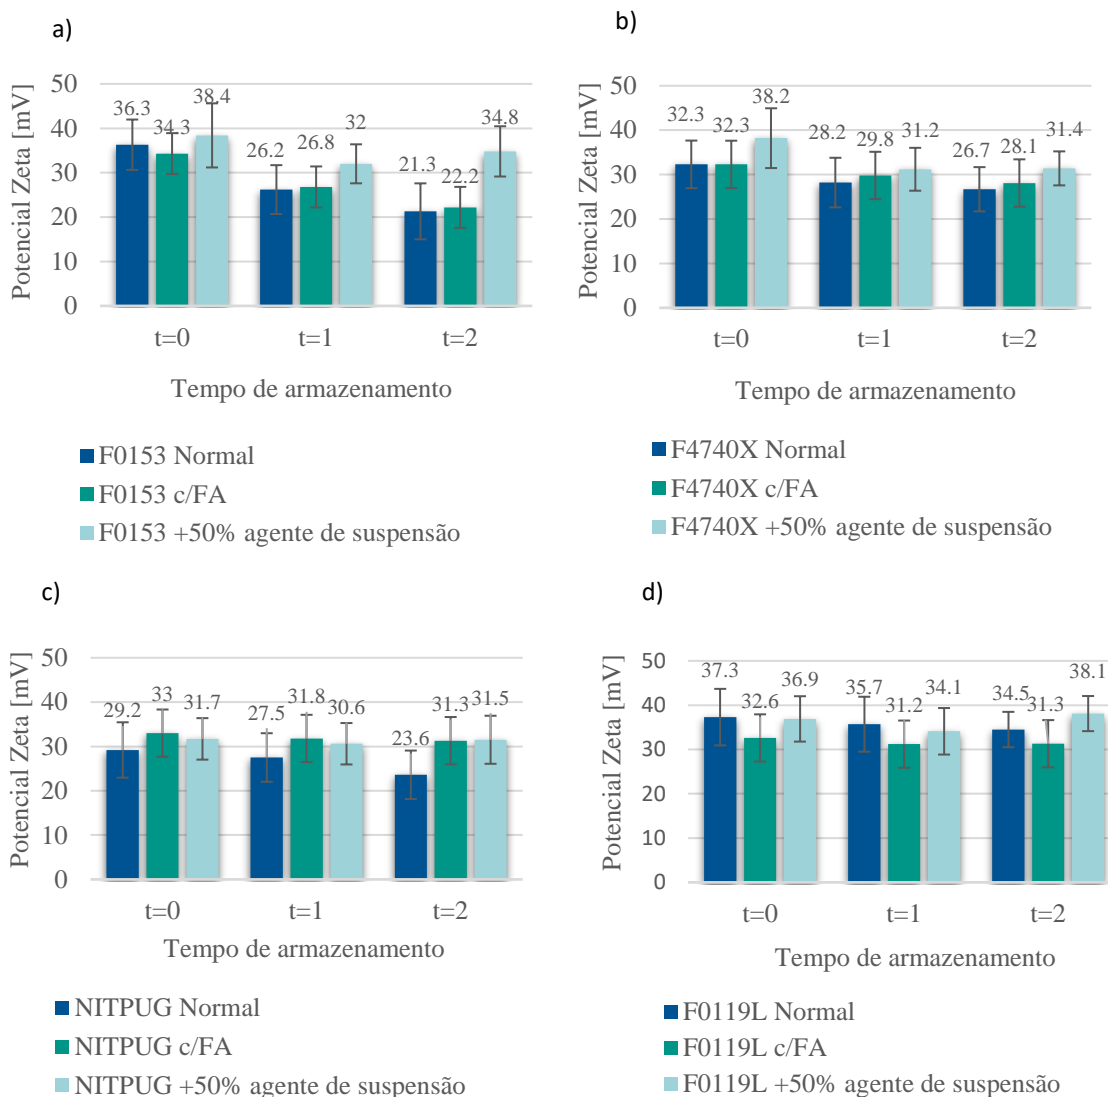 a)
Potencial Zeta [mV]
50
40
30
20
10
0
36.3
34.3
38.4
26.2
26.8
32
21.3
22.2
34.8
t=0
t=1
t=2
Tempo de armazenamento
F0153 Normal
F0153 c/FA
F0153 +50% agente de suspensão
b)
Potencial Zeta [mV]
50
40
30
20
10
0
32.3
32.3
38.2
28.2
29.8
31.2
26.7
28.1
31.4
t=0
t=1
t=2
Tempo de armazenamento
F4740X Normal
F4740X c/FA
F4740X +50% agente de suspensão
c)
Potencial Zeta [mV]
50
40
30
20
10
0
29.2
33
31.7
27.5
31.8
30.6
23.6
31.3
31.5
t=0
t=1
t=2
Tempo de armazenamento
NITPUG Normal
NITPUG c/FA
NITPUG +50% agente de suspensão
d)
Potencial Zeta [mV]
50
40
30
20
10
0
37.3
32.6
36.9
35.7
31.2
34.1
34.5
31.3
38.1
t=0
t=1
t=2
Tempo de armazenamento
F0119L Normal
F0119L c/FA
F0119L +50% agente de suspensão